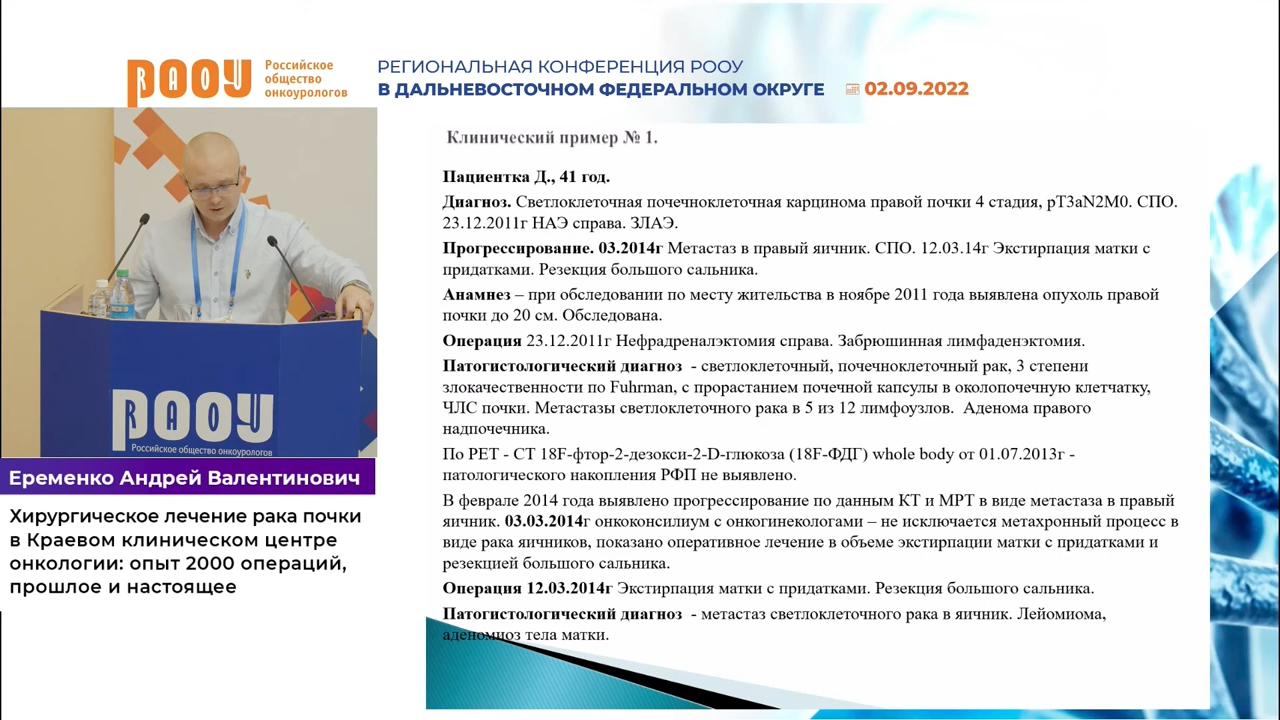 РООУ
RAOU
Российское
общество
онкоурологов
РЕГИОНАЛЬНАЯ КОНФЕРЕНЦИЯ РООУ
В ДАЛЬНЕВОСТОЧНОМ ФЕДЕРАЛЬНОМ ОКРУГЕ 02.09.2022
Клинический пример № 1.
Пациентка Д., 41 год.
Диагноз. Светлоклеточная почечноклеточная карцинома правой почки 4 стадия, pT3aN2M0. СПО.
23.12.2011г НАЭ справа. ЗЛАЭ.
Прогрессирование. 03.2014г Метастаз в правый яичник. СПО. 12.03.14г Экстирпация матки с
придатками. Резекция большого сальника.
Анамнез – при обследовании по месту жительства в ноябре 2011 года выявлена опухоль правой
почки до 20 см. Обследована.
Операция 23.12.2011г Нефрадреналэктомия справа. Забрюшинная лимфаденэктомия.
Патогистологический диагноз - светлоклеточный, почечноклеточный рак, 3 степени
злокачественности по Fuhrman, с прорастанием почечной капсулы в околопочечную клетчатку,
ЧЛС почки. Метастазы светлоклеточного рака в 5 из 12 лимфоузлов. Аденома правого
надпочечника.
По РЕТ - СТ 18F-фтор-2-дезокси-2-D-глюкоза (18F-ФДГ) whole body от 01.07.2013г -
патологического накопления РФП не выявлено.
В феврале 2014 года выявлено прогрессирование по данным КТ и МРТ в виде метастаза в правый
яичник. 03.03.2014г онкоконсилиум с онкогинекологами – не исключается метахронный процесс в
виде рака яичников, показано оперативное лечение в объеме экстирпации матки с придатками и
резекцией большого сальника.
Операция 12.03.2014г Экстирпация матки с придатками. Резекция большого сальника.
Патогистологический диагноз - метастаз светлоклеточного рака в яичник. Лейомиома,
аденомиоз тела матки.
РООУ
RAOU
Российское общество онкоурологов
Еременко Андрей Валентинович
Хирургическое лечение рака почки
в Краевом клиническом центре
онкологии: опыт 2000 операций,
прошлое и настоящее